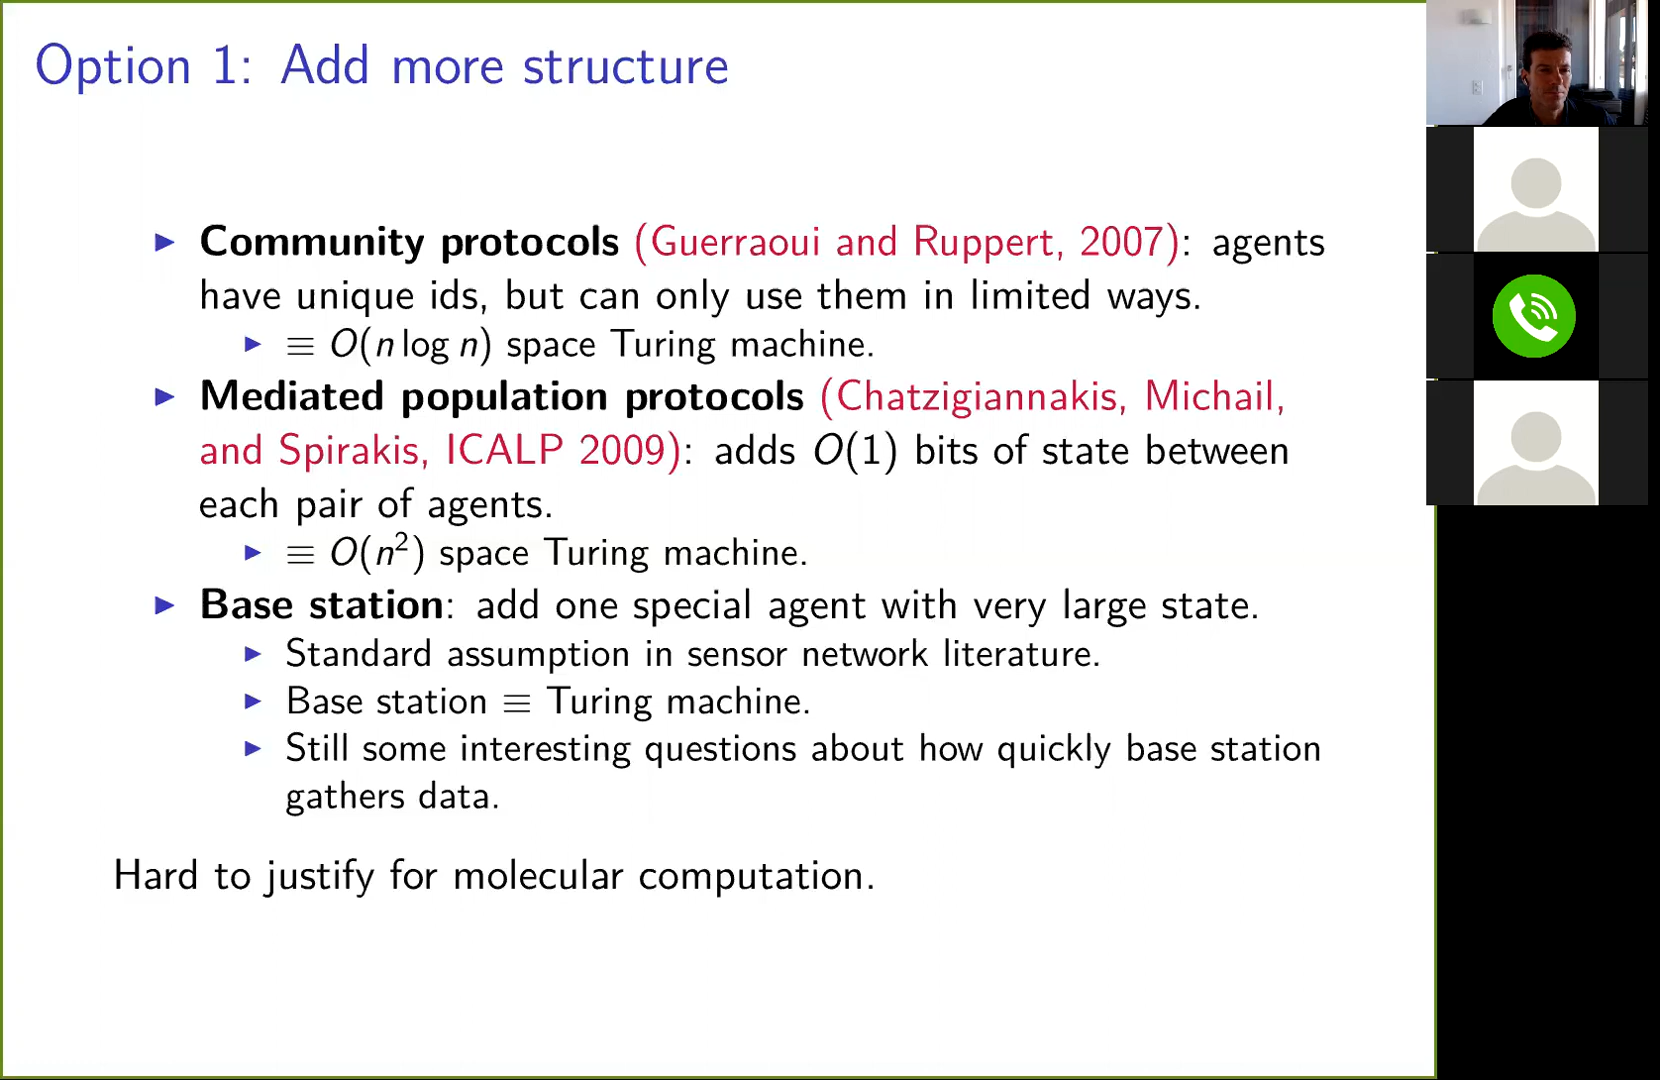 Option 1: Add more structure
▶ Community protocols (Guerraoui and Ruppert, 2007): agents
have unique ids, but can only use them in limited ways.
▶ ≡ O(n log n) space Turing machine.
▶ Mediated population protocols (Chatzigiannakis, Michail,
and Spirakis, ICALP 2009): adds O(1) bits of state between
each pair of agents.
▶ ≡ O(n²) space Turing machine.
▶ Base station: add one special agent with very large state.
▶ Standard assumption in sensor network literature.
▶ Base station ≡ Turing machine.
▶ Still some interesting questions about how quickly base station
gathers data.
Hard to justify for molecular computation.